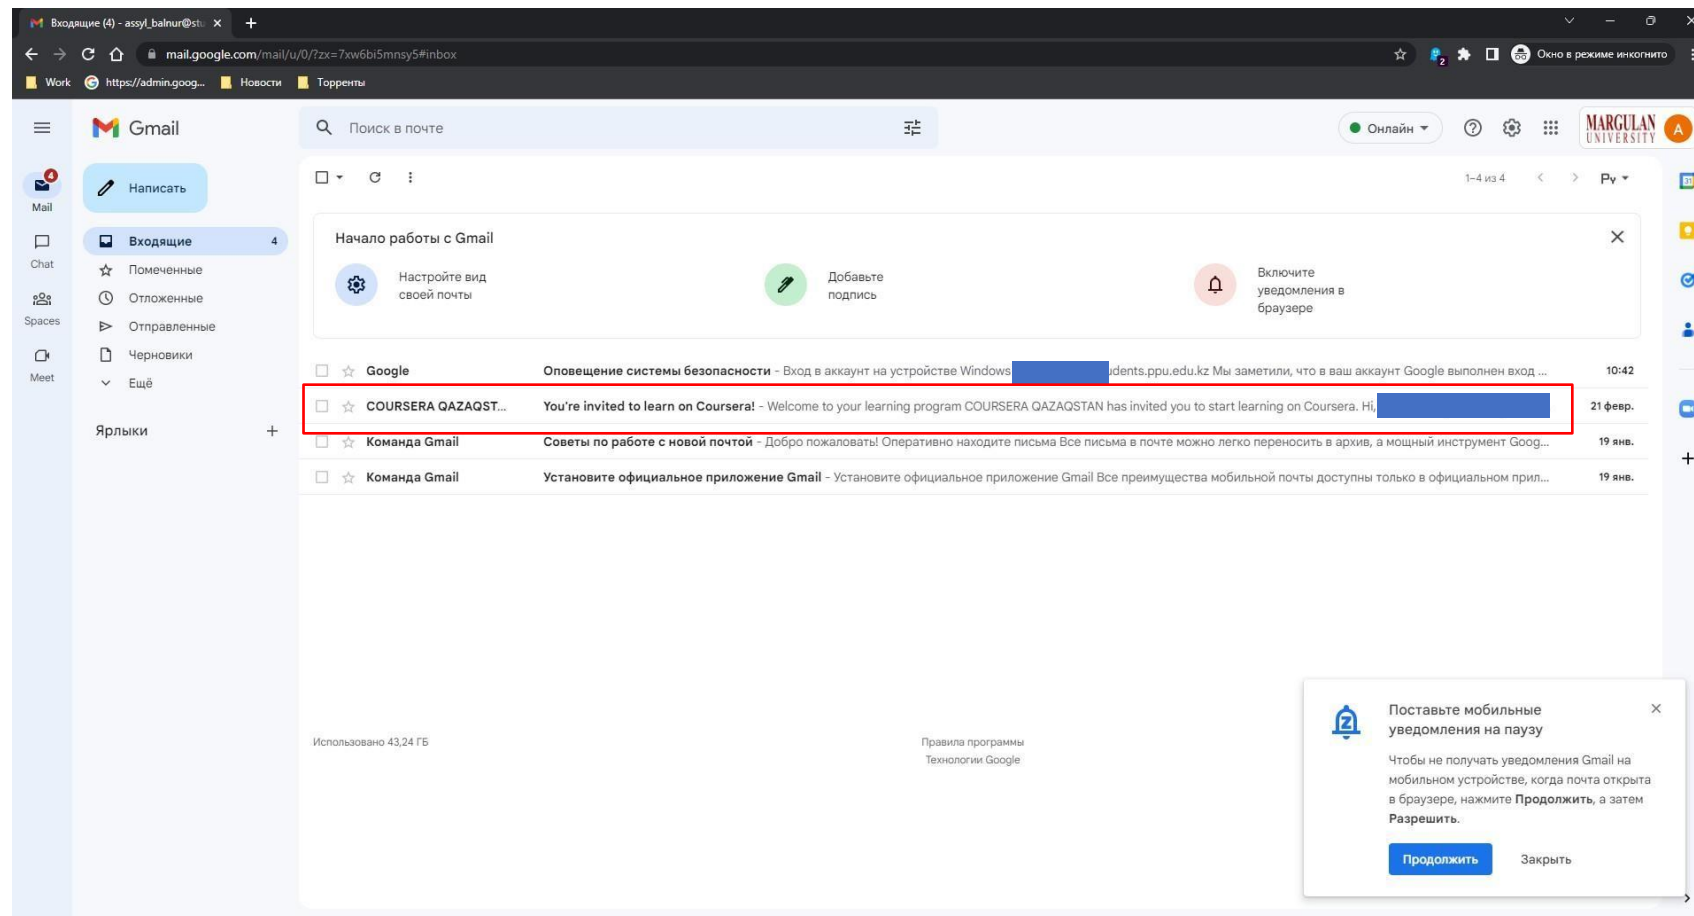 Входящие (4) - assyl_balnur@stu
mail.google.com/mail/u/0/?zx=7xw6bi5mnsy5#inbox
2
Окно в режиме инкогнито
Work
https://admin.goog...
Новости
Торренты
Gmail
Поиск в почте
Онлайн
MARGULAN
UNIVERSITY
A
4
Mail
Chat
Spaces
Meet
Написать
Входящие 4
Помеченные
Отложенные
Отправленные
Черновики
Ещё
Ярлыки
1–4 из 4
Ру
31
Начало работы с Gmail
Настройте вид
своей почты
Добавьте
подпись
Включите
уведомления в
браузере
Google Оповещение системы безопасности - Вход в аккаунт на устройстве Windows dents.ppu.edu.kz Мы заметили, что в ваш аккаунт Google выполнен вход ... 10:42
COURSERA QAZAQST... You're invited to learn on Coursera! - Welcome to your learning program COURSERA QAZAQSTAN has invited you to start learning on Coursera. Hi, 21 февр.
Команда Gmail Советы по работе с новой почтой - Добро пожаловать! Оперативно находите письма Все письма в почте можно легко переносить в архив, а мощный инструмент Goog... 19 янв.
Команда Gmail Установите официальное приложение Gmail - Установите официальное приложение Gmail Все преимущества мобильной почты доступны только в официальном прил... 19 янв.
Использовано 43,24 ГБ
Правила программы
Технологии Google
Поставьте мобильные
уведомления на паузу
Чтобы не получать уведомления Gmail на
мобильном устройстве, когда почта открыта
в браузере, нажмите Продолжить, а затем
Разрешить.
Продолжить
Закрыть